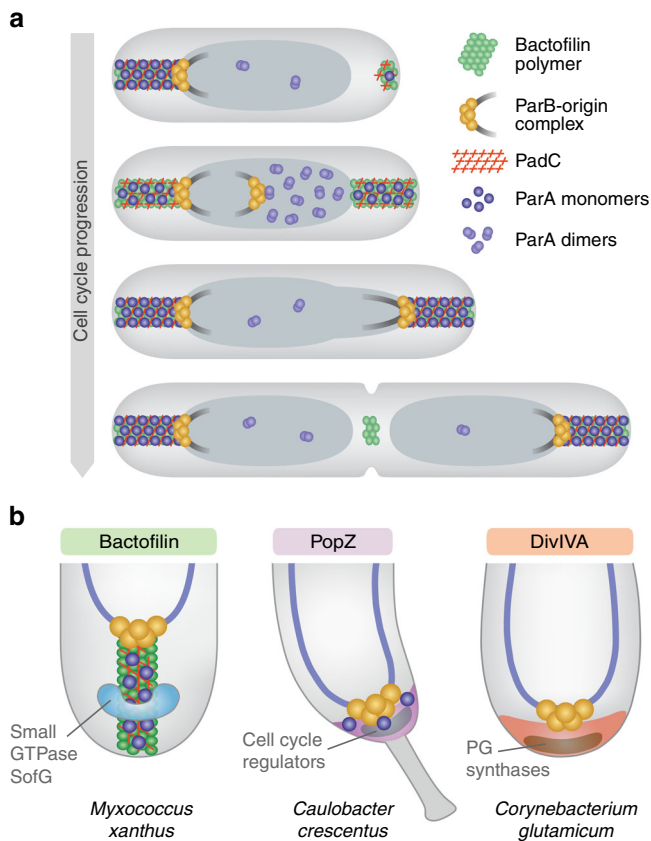 a
Cell cycle progression
Bactofilin
polymer
ParB-origin
complex
PadC
ParA monomers
ParA dimers
b
Bactofilin
PopZ
DivIVA
Small
GTPase
SofG
Cell cycle
regulators
PG
synthases
Myxococcus
xanthus
Caulobacter
crescentus
Corynebacterium
glutamicum